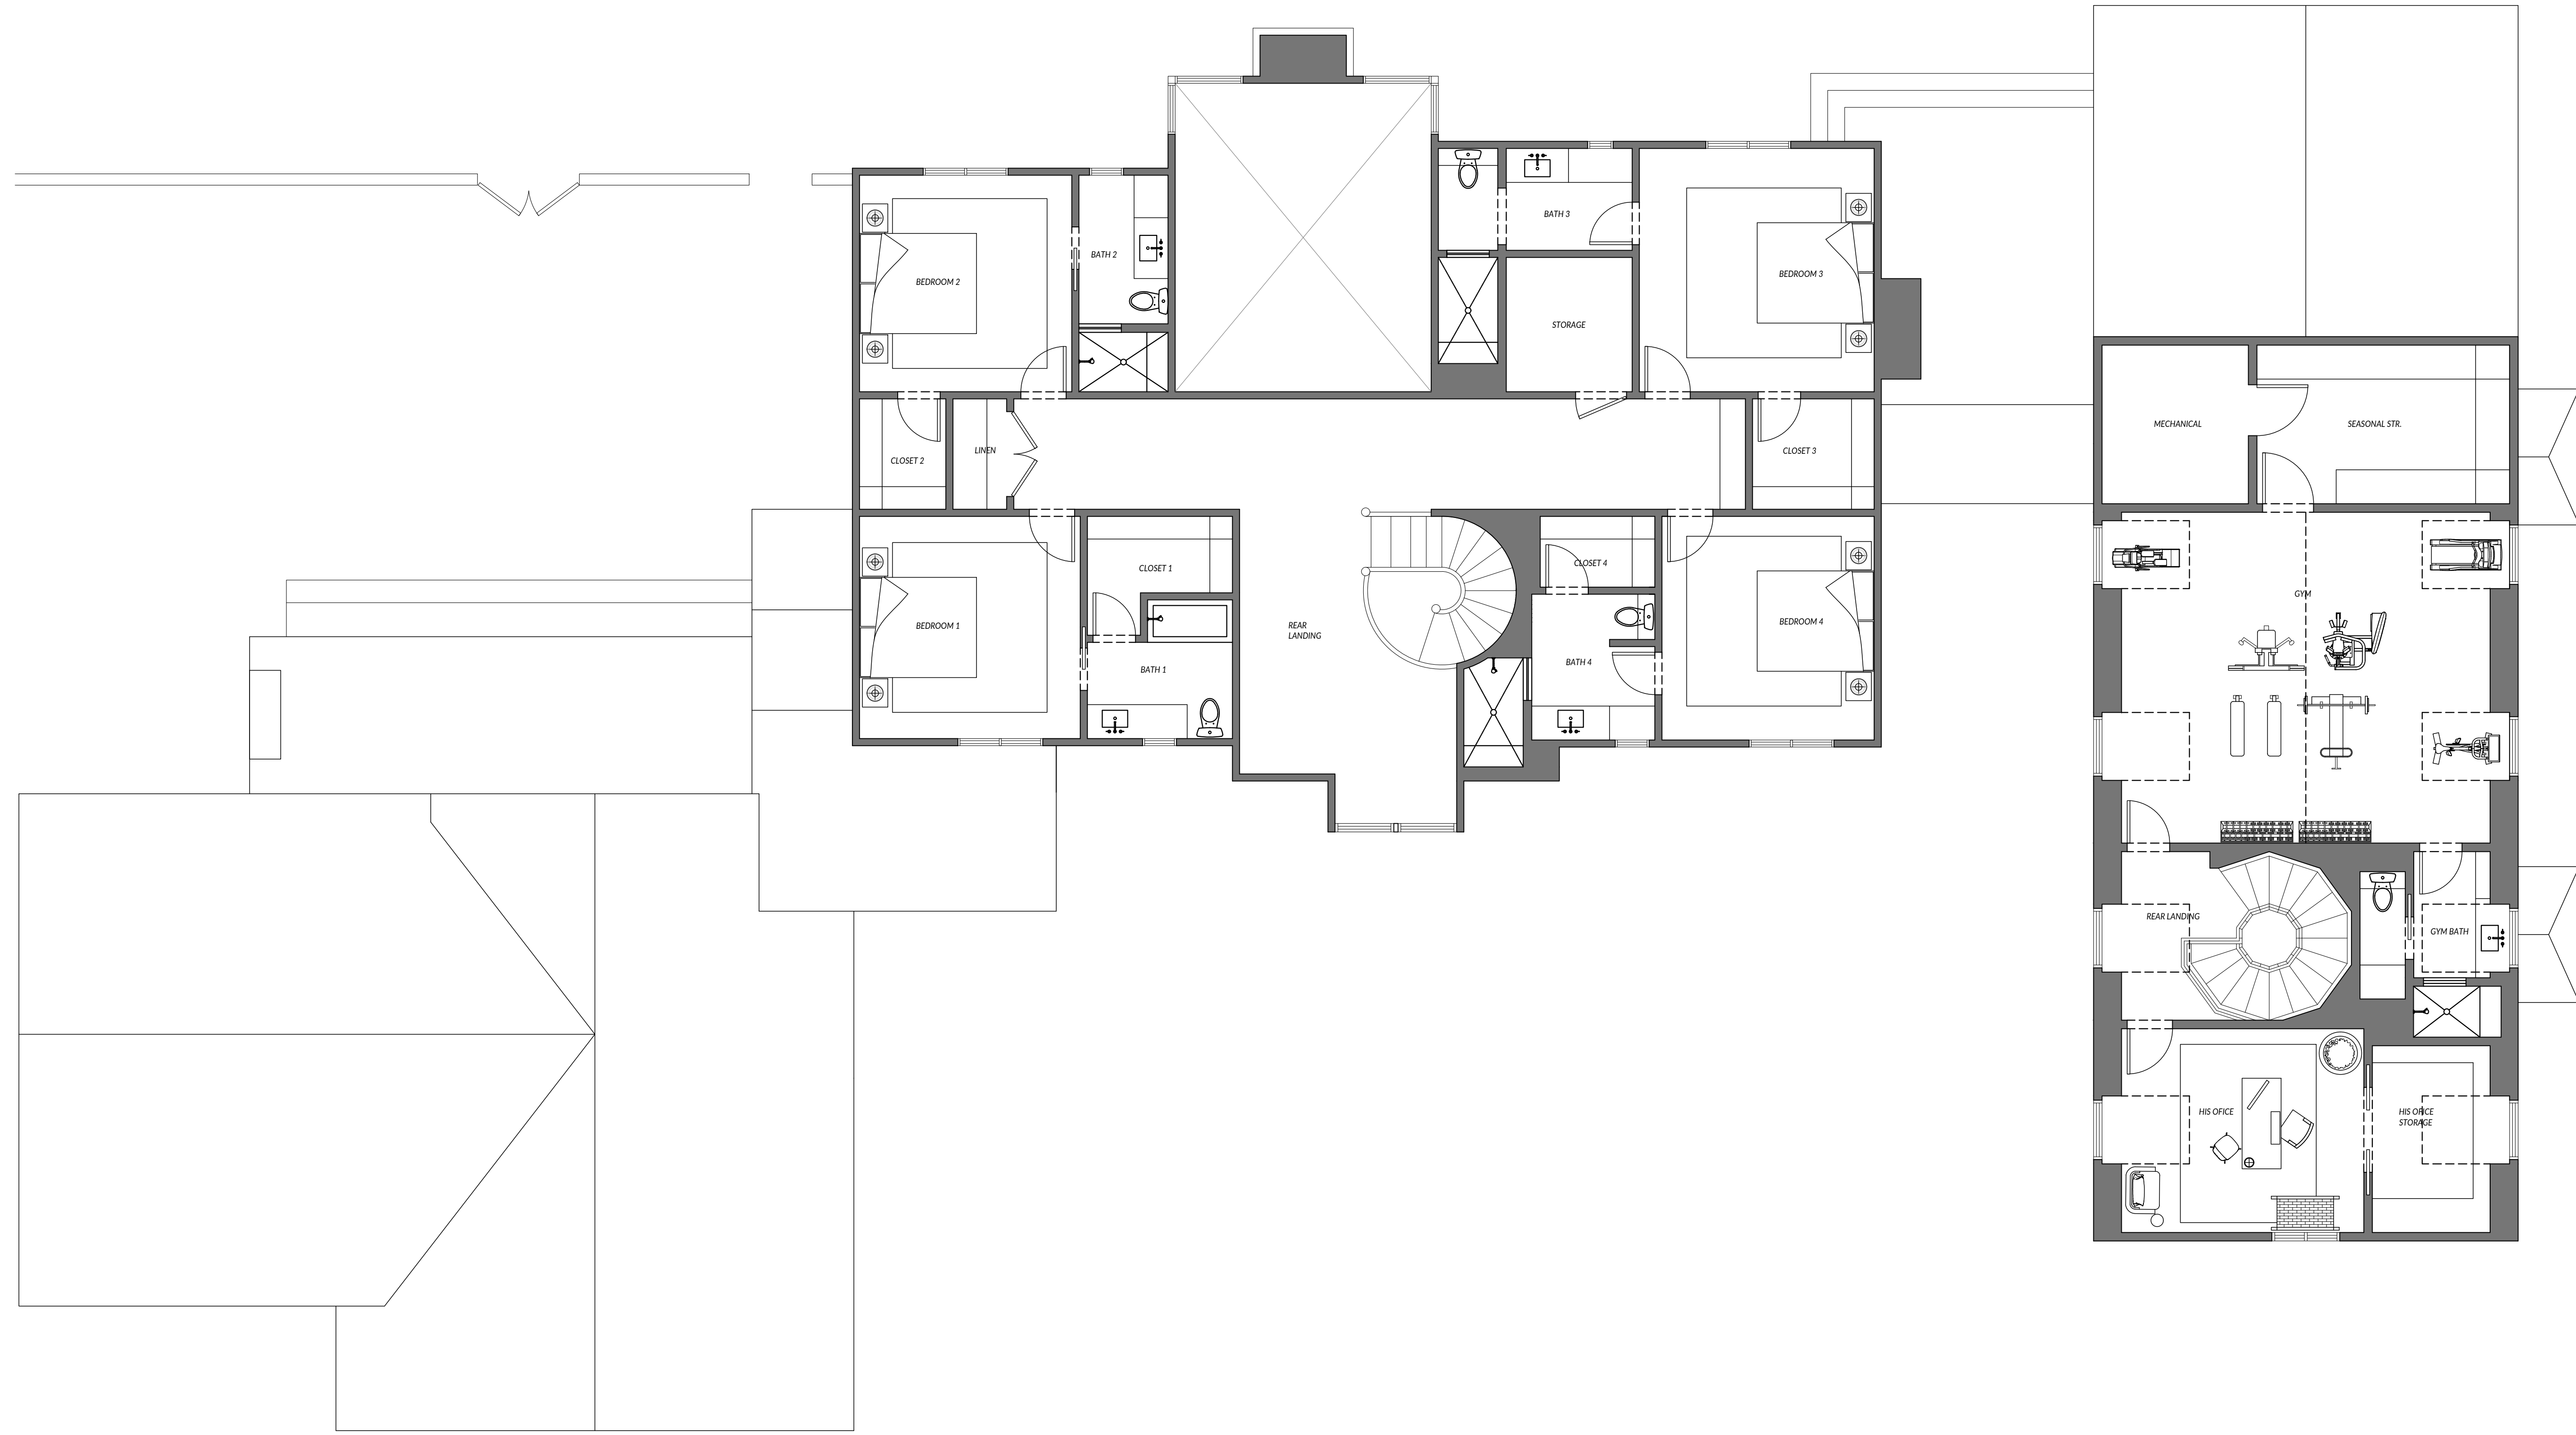 BATH 3
BATH 2
BEDROOM 2
BEDROOM 3
STORAGE
MECHANICAL
SEASONAL STR.
LINEN
CLOSET 2
CLOSET 3
CLOSET 1
CLOSET 4
GYM
BEDROOM 1
REAR
LANDING
BEDROOM 4
BATH 1
BATH 4
REAR LANDING
GYM BATH
HIS OFICE
HIS OFICE
STORAGE